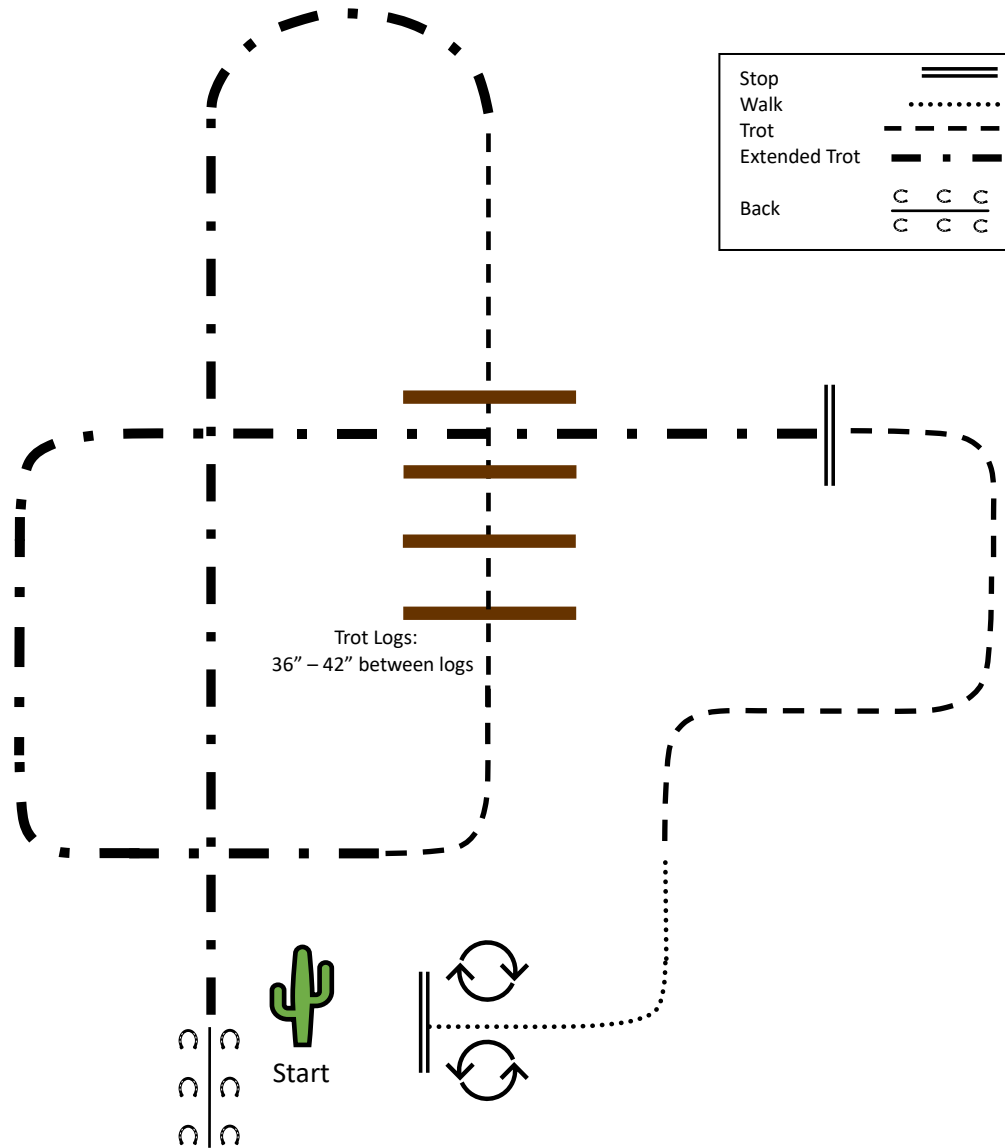 Stop
Walk
Trot
Extended Trot
Back
Trot Logs:
36” – 42” between logs
Start